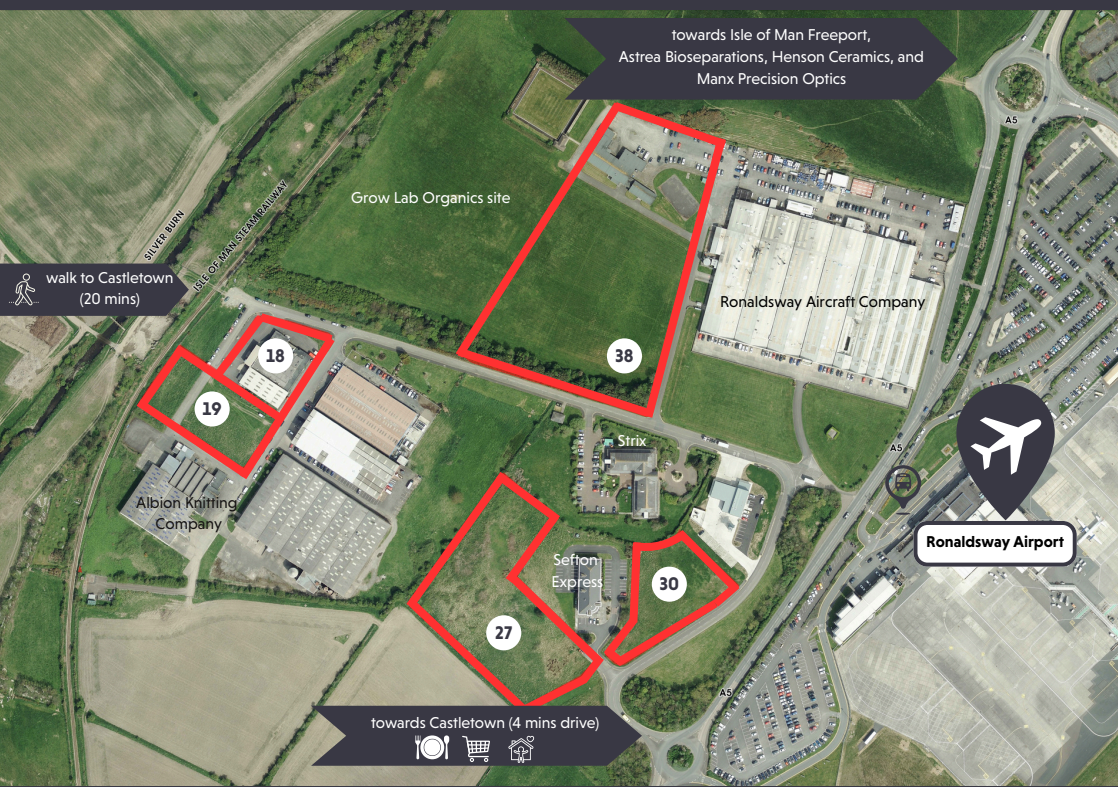 towards Isle of Man Freeport,
Astrea Bioseparations, Henson Ceramics, and
Manx Precision Optics
A5
Grow Lab Organics site
SILVER BURN
ISLE OF MAN STEAM RAILWAY
walk to Castletown
(20 mins)
Ronaldsway Aircraft Company
18
38
19
Strix
A5
Albion Knitting
Company
Ronaldsway Airport
Sefton
Express
30
27
A5
towards Castletown (4 mins drive)